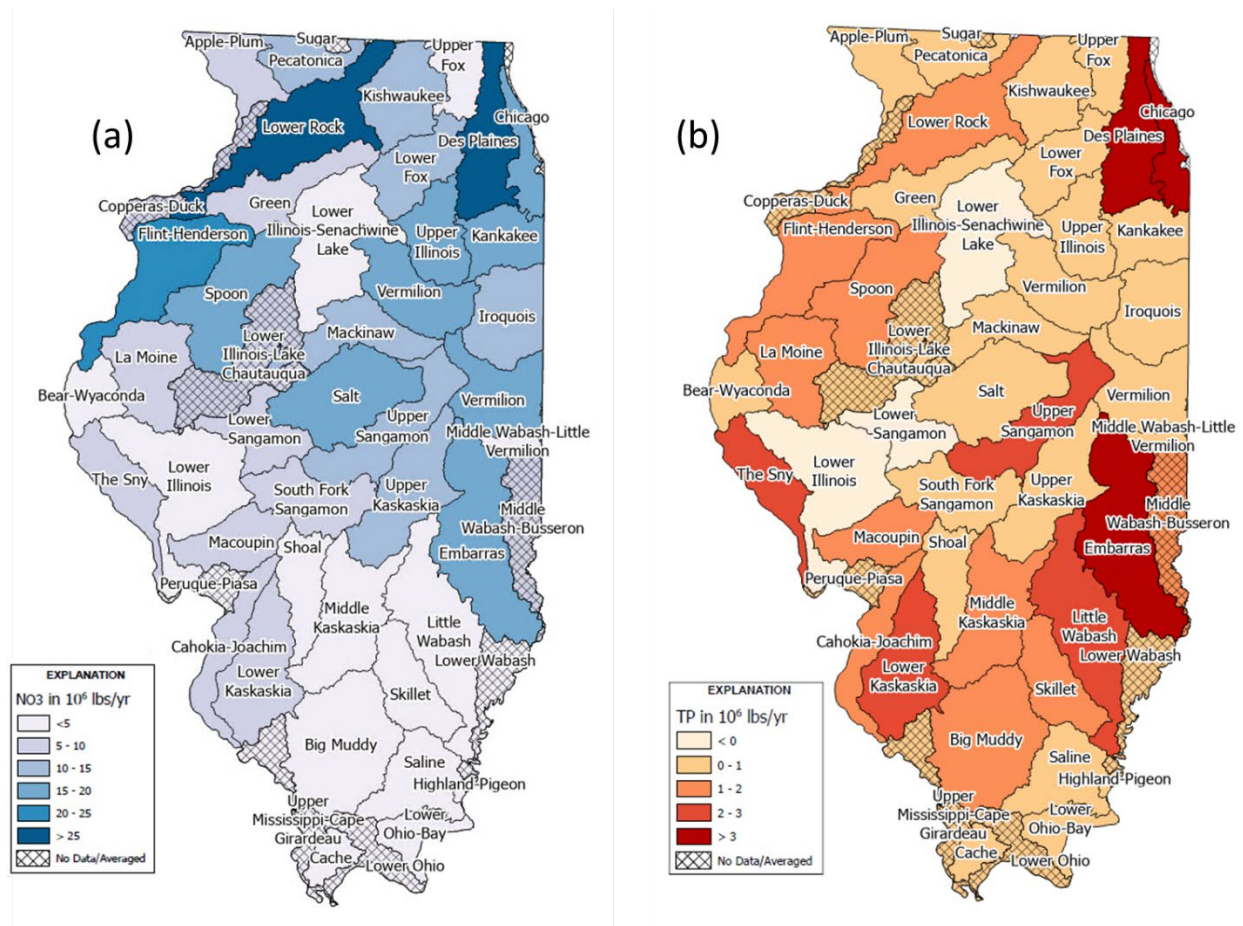 (a)
Apple-Plum
Sugar
Pecatonica
Upper
Fox
Kishwaukee
Chicago
Lower Rock
Des Plaines
Lower
Fox
Copperas-Duck
Green
Lower
Illinois-Senachwine
Lake
Flint-Henderson
Upper
Illinois
Kankakee
Spoon
Vermilion
Iroquois
Lower
Illinois-Lake
Chautauqua
Mackinaw
La Moine
Bear-Wyaconda
Salt
Vermilion
Lower
Sangamon
Upper
Sangamon
Middle Wabash-Little
Vermilion
The Sny
Lower
Illinois
South Fork
Sangamon
Upper
Kaskaskia
Middle
Wabash-Busseron
Macoupin
Shoal
Embarras
Peruque-Piasa
Middle
Kaskaskia
Little
Wabash
Cahokia-Joachim
Lower Wabash
Lower
Kaskaskia
Skillet
Big Muddy
Saline
Highland-Pigeon
Upper
Mississippi-Cape
Girardeau
Lower
Ohio-Bay
Cache
Lower Ohio
EXPLANATION
NO3 in 10⁶ lbs/yr
<5
5 - 10
10 - 15
15 - 20
20 - 25
> 25
No Data/Averaged
(b)
Apple-Plum
Sugar
Pecatonica
Upper
Fox
Kishwaukee
Chicago
Lower Rock
Des Plaines
Lower
Fox
Copperas-Duck
Green
Lower
Illinois-Senachwine
Lake
Flint-Henderson
Upper
Illinois
Kankakee
Spoon
Vermilion
Iroquois
Lower
Illinois-Lake
Chautauqua
Mackinaw
La Moine
Bear-Wyaconda
Salt
Vermilion
Lower
Sangamon
Upper
Sangamon
Middle Wabash-Little
Vermilion
The Sny
Lower
Illinois
South Fork
Sangamon
Upper
Kaskaskia
Middle
Wabash-Busseron
Macoupin
Shoal
Embarras
Peruque-Piasa
Middle
Kaskaskia
Little
Wabash
Cahokia-Joachim
Lower Wabash
Lower
Kaskaskia
Skillet
Big Muddy
Saline
Highland-Pigeon
Upper
Mississippi-Cape
Girardeau
Lower
Ohio-Bay
Cache
Lower Ohio
EXPLANATION
TP in 10⁶ lbs/yr
< 0
0 - 1
1 - 2
2 - 3
> 3
No Data/Averaged